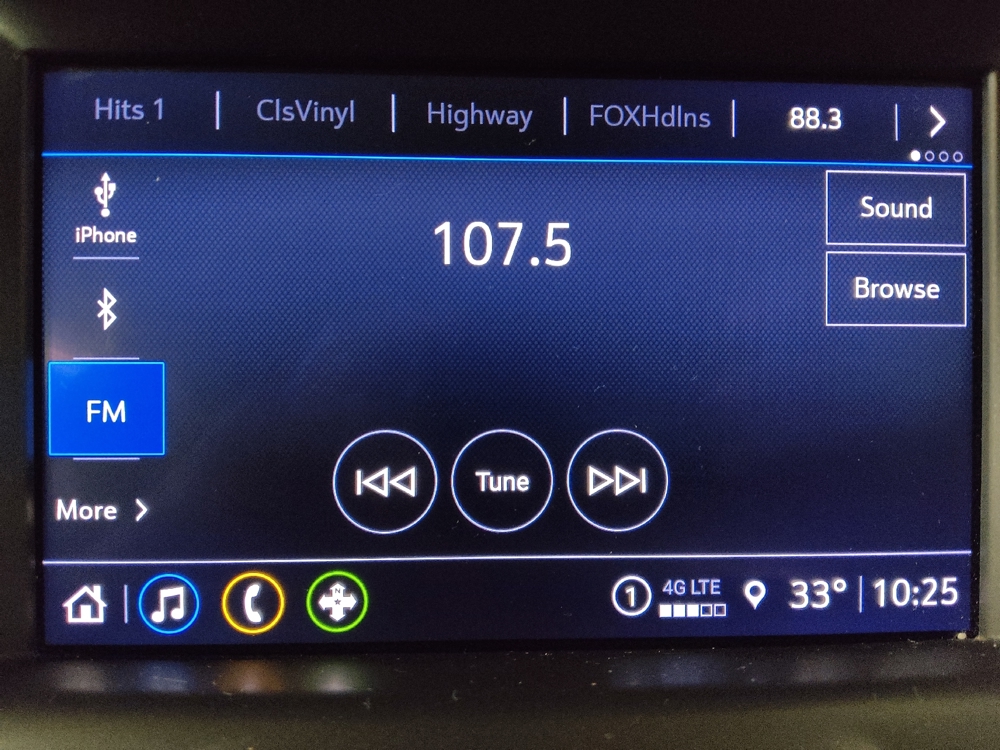 Hits 1 | ClsVinyl | Highway | FOXHdlns | 88.3
iPhone
107.5
Sound
Browse
FM
Tune
More
1 4G LTE 33° 10:25